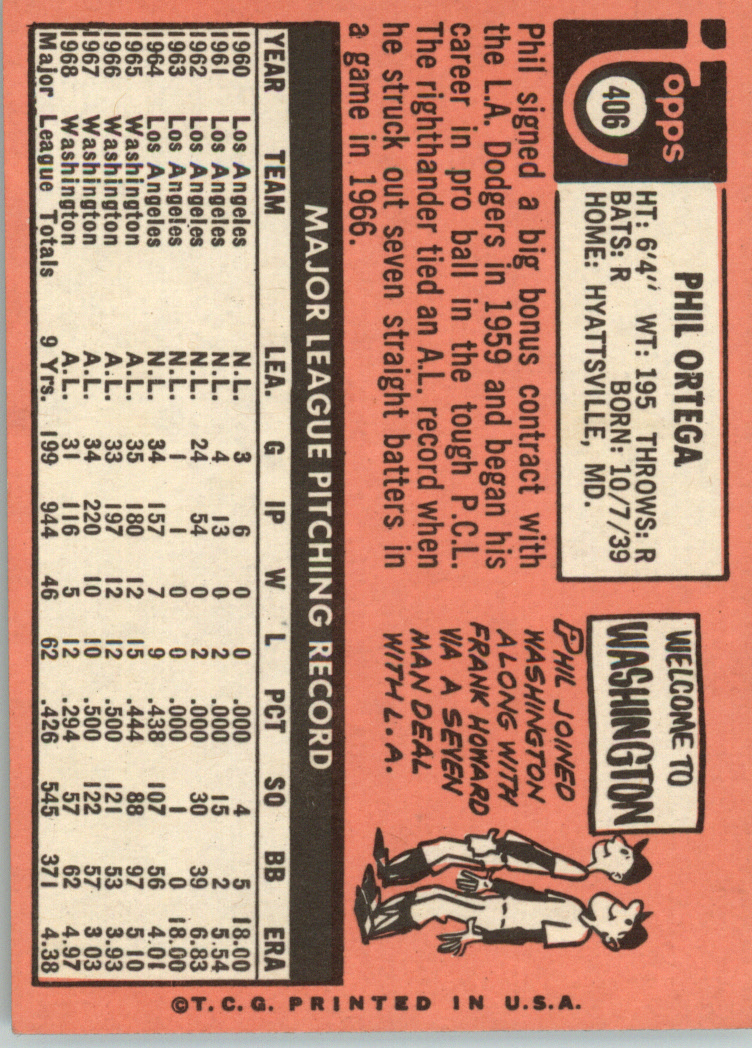 Topps
406
PHIL ORTEGA
HT: 6'4" WT: 195 THROWS: R
BATS: R BORN: 10/7/39
HOME: HYATTSVILLE, MD.
Phil signed a big bonus contract with
the L.A. Dodgers in 1959 and began his
career in pro ball in the tough P.C.L.
The righthander tied an A.L. record when
he struck out seven straight batters in
a game in 1966.
WELCOME TO
WASHINGTON
PHIL JOINED
WASHINGTON
ALONG WITH
FRANK HOWARD
VIA A SEVEN
MAN DEAL
WITH L.A.
MAJOR LEAGUE PITCHING RECORD
YEAR TEAM LEA. G IP W L PCT SO BB ERA
1960 Los Angeles N.L. 3 6 0 0 .000 4 5 18.00
1961 Los Angeles N.L. 4 13 0 2 .000 15 2 5.54
1962 Los Angeles N.L. 24 54 0 2 .000 30 39 6.83
1963 Los Angeles N.L. 1 1 0 0 .000 1 0 18.00
1964 Los Angeles N.L. 34 157 7 9 .438 107 56 4.01
1965 Washington A.L. 35 180 12 15 .444 88 97 5.10
1966 Washington A.L. 33 197 12 12 .500 121 53 3.93
1967 Washington A.L. 34 220 10 10 .500 122 57 3.03
1968 Washington A.L. 31 116 5 12 .294 57 62 4.97
Major League Totals 9 Yrs. 199 944 46 62 .426 545 371 4.38
©T.C.G. PRINTED IN U.S.A.